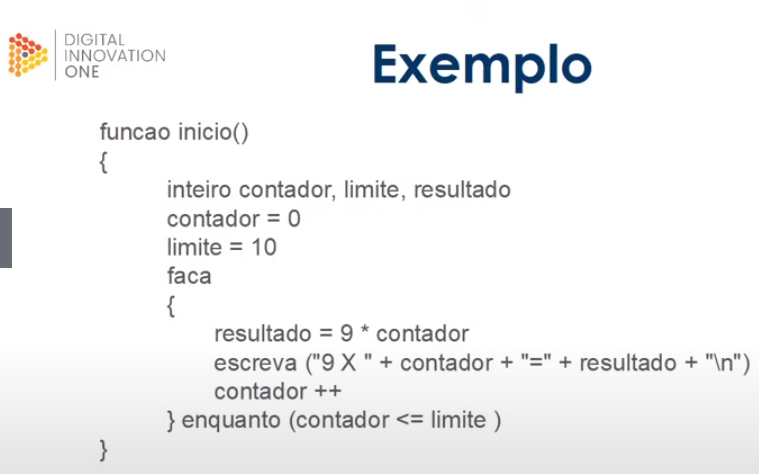 DIGITAL
INNOVATION
ONE
Exemplo
funcao inicio()
{
inteiro contador, limite, resultado
contador = 0
limite = 10
faca
{
resultado = 9 * contador
escreva ("9 X " + contador + "=" + resultado + "\n")
contador ++
} enquanto (contador <= limite )
}